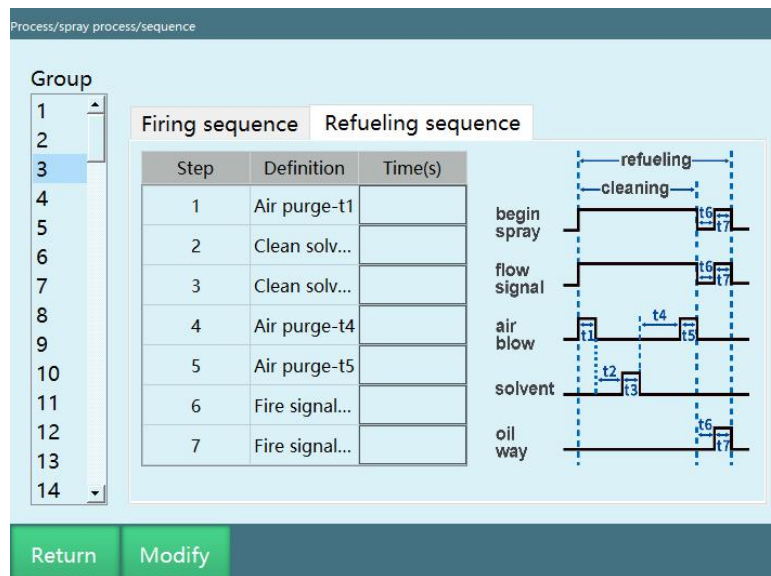 Process/spray process/sequence
Group
1
2
3
4
5
6
7
8
9
10
11
12
13
14
Firing sequence Refueling sequence
Step Definition Time(s)
1 Air purge-t1
2 Clean solv...
3 Clean solv...
4 Air purge-t4
5 Air purge-t5
6 Fire signal...
7 Fire signal...
refueling
cleaning
begin
spray
t6
t7
flow
signal
t6
t7
air
blow
t1
t4
t5
solvent
t2
t3
oil
way
t6
t7
Return Modify